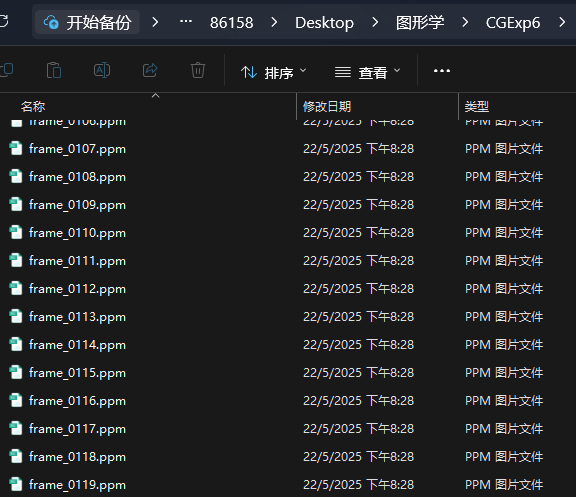 开始备份 > ... 86158 > Desktop > 图形学 > CGExp6 >
排序 查看 ...
名称 修改日期 类型
frame_0106.ppm 22/5/2025 下午8:28 PPM 图片文件
frame_0107.ppm 22/5/2025 下午8:28 PPM 图片文件
frame_0108.ppm 22/5/2025 下午8:28 PPM 图片文件
frame_0109.ppm 22/5/2025 下午8:28 PPM 图片文件
frame_0110.ppm 22/5/2025 下午8:28 PPM 图片文件
frame_0111.ppm 22/5/2025 下午8:28 PPM 图片文件
frame_0112.ppm 22/5/2025 下午8:28 PPM 图片文件
frame_0113.ppm 22/5/2025 下午8:28 PPM 图片文件
frame_0114.ppm 22/5/2025 下午8:28 PPM 图片文件
frame_0115.ppm 22/5/2025 下午8:28 PPM 图片文件
frame_0116.ppm 22/5/2025 下午8:28 PPM 图片文件
frame_0117.ppm 22/5/2025 下午8:28 PPM 图片文件
frame_0118.ppm 22/5/2025 下午8:28 PPM 图片文件
frame_0119.ppm 22/5/2025 下午8:28 PPM 图片文件